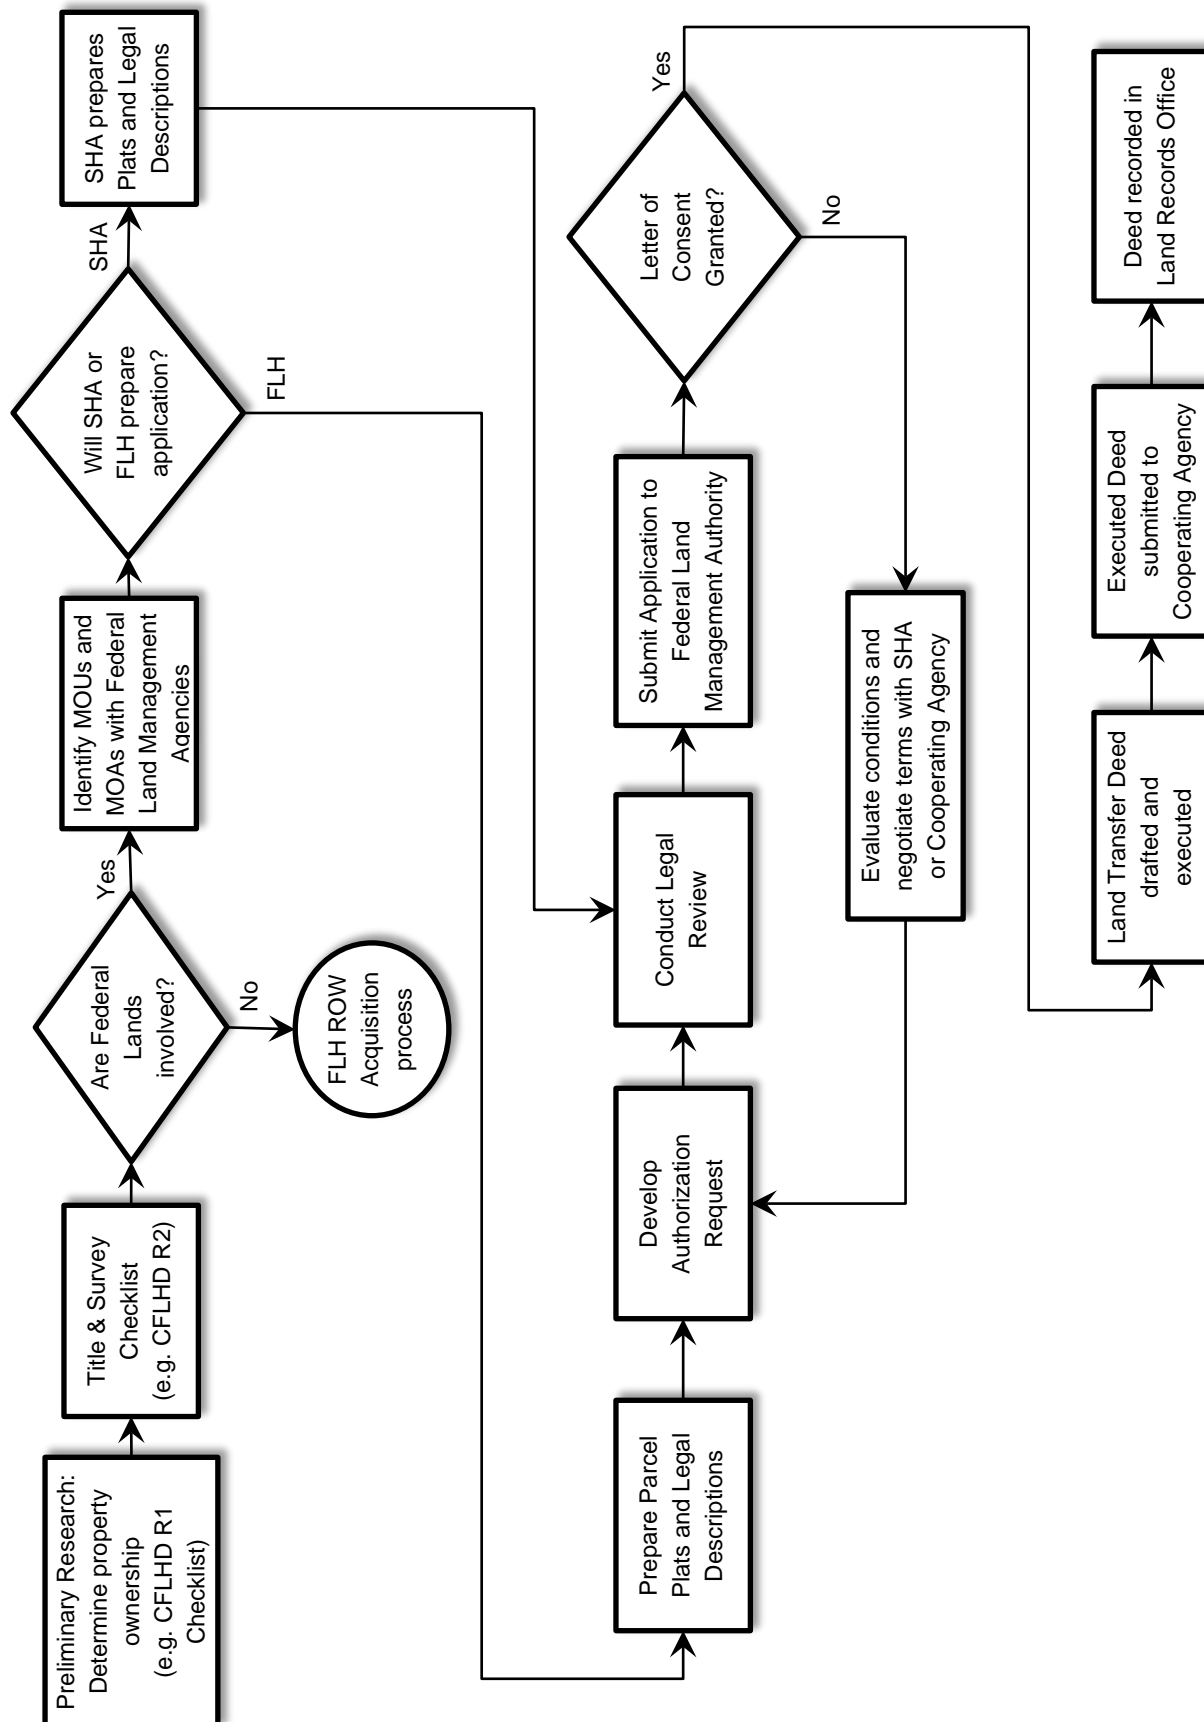 Preliminary Research:
Determine property
ownership
(e.g. CFLHD R1
Checklist)
Title & Survey
Checklist
(e.g. CFLHD R2)
Are Federal
Lands
involved?
Yes
No
FLH ROW
Acquisition
process
Identify MOUs and
MOAs with Federal
Land Management
Agencies
Will SHA or
FLH prepare
application?
SHA
FLH
SHA prepares
Plats and Legal
Descriptions
Prepare Parcel
Plats and Legal
Descriptions
Develop
Authorization
Request
Conduct Legal
Review
Submit Application to
Federal Land
Management Authority
Letter of
Consent
Granted?
Yes
No
Evaluate conditions and
negotiate terms with SHA
or Cooperating Agency
Land Transfer Deed
drafted and
executed
Executed Deed
submitted to
Cooperating Agency
Deed recorded in
Land Records Office